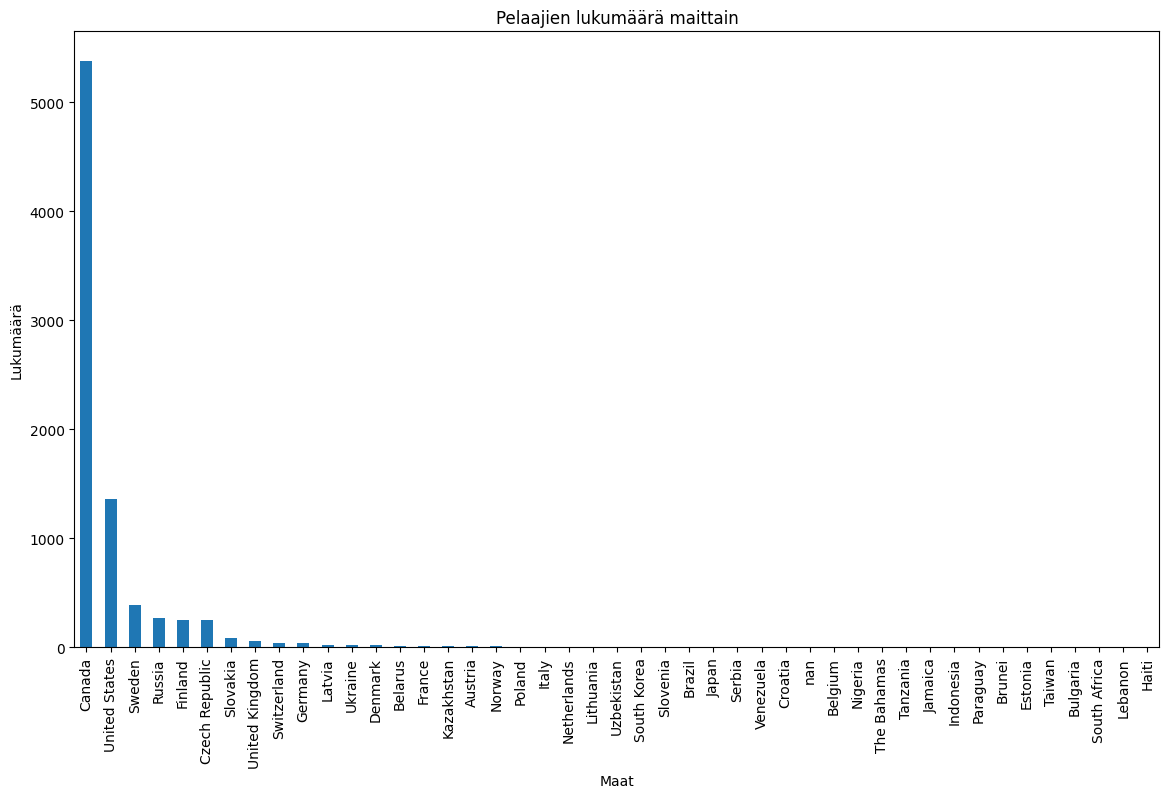 Pelaajien lukumäärä maittain
Lukumäärä
5000
4000
3000
2000
1000
0
Canada
United States
Sweden
Russia
Finland
Czech Republic
Slovakia
United Kingdom
Switzerland
Germany
Latvia
Ukraine
Denmark
Belarus
France
Kazakhstan
Austria
Norway
Poland
Italy
Netherlands
Lithuania
Uzbekistan
South Korea
Slovenia
Brazil
Japan
Serbia
Venezuela
Croatia
nan
Belgium
Nigeria
The Bahamas
Tanzania
Jamaica
Indonesia
Paraguay
Brunei
Estonia
Taiwan
Bulgaria
South Africa
Lebanon
Haiti
Maat